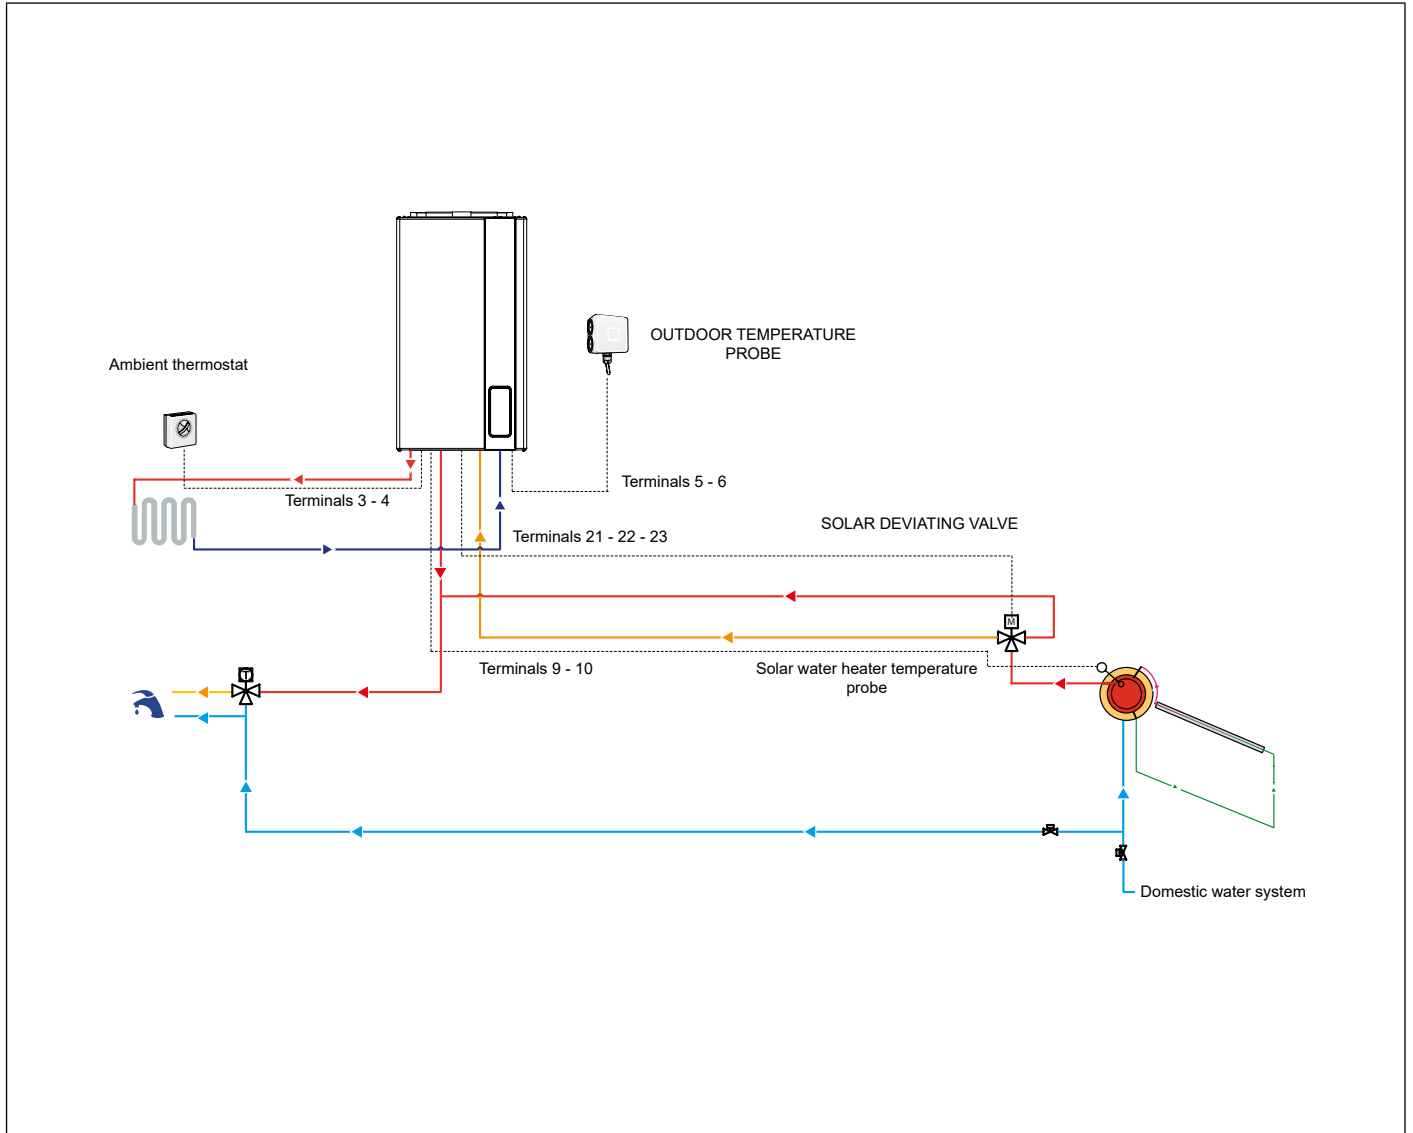 OUTDOOR TEMPERATURE
PROBE
Ambient thermostat
Terminals 5 - 6
Terminals 3 - 4
SOLAR DEVIATING VALVE
Terminals 21 - 22 - 23
M
Terminals 9 - 10
Solar water heater temperature
probe
T
Domestic water system